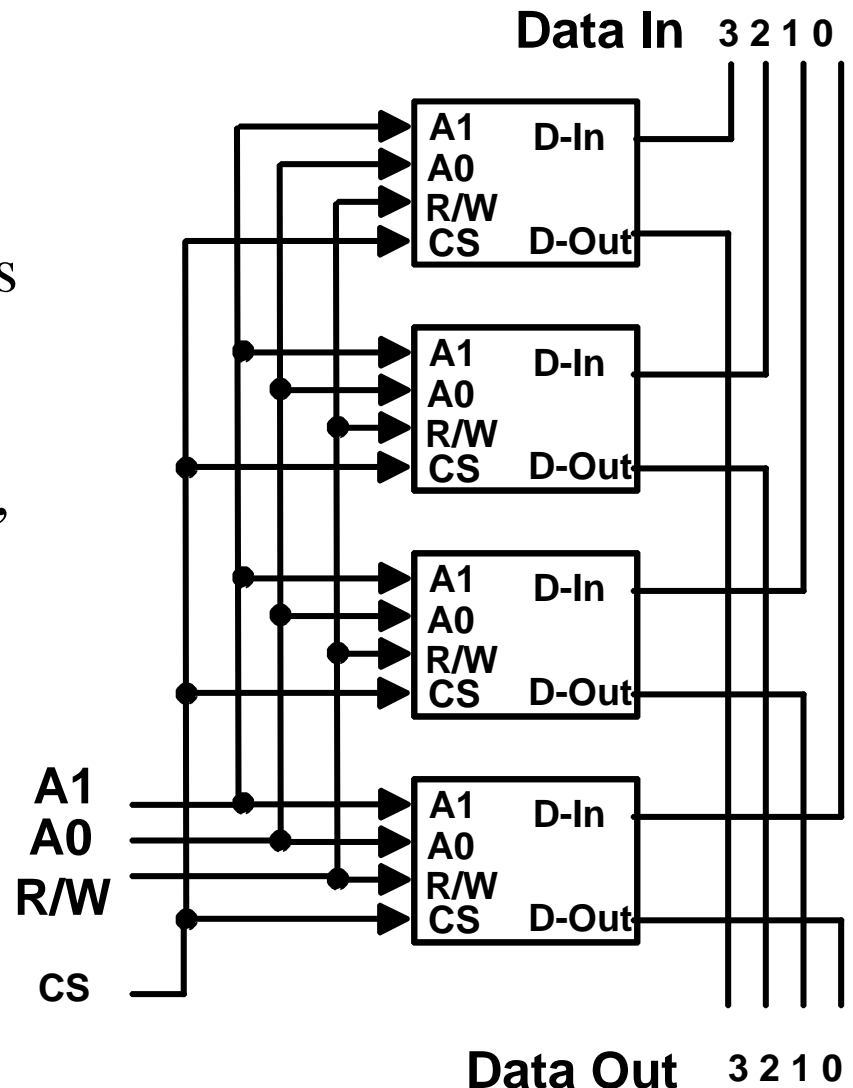 Data In 3 2 1 0
A1 D-In
A0
R/W
CS D-Out
s
A1 D-In
A0
R/W
CS D-Out
,
A1 D-In
A0
R/W
CS D-Out
A1
A1 D-In
A0
A0
R/W
R/W
CS D-Out
CS
Data Out 3 2 1 0